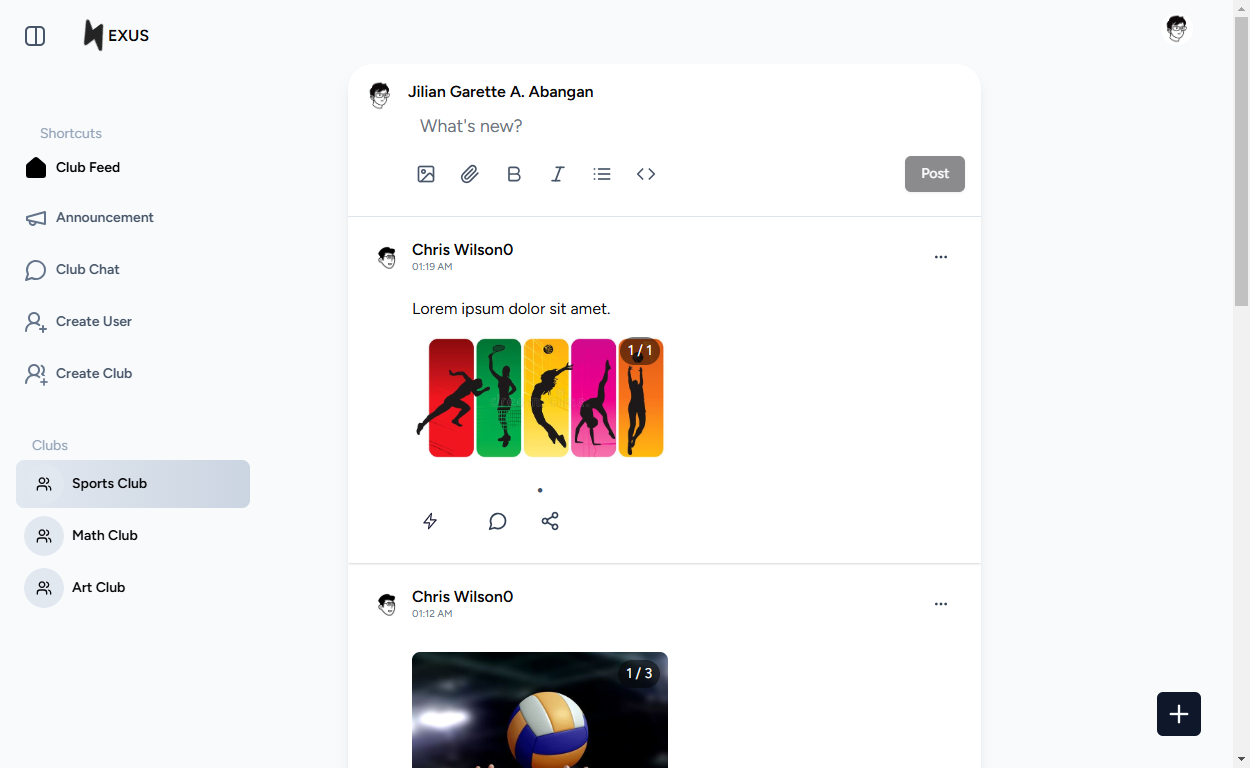 EXUS
Shortcuts
Club Feed
Announcement
Club Chat
Create User
Create Club
Clubs
Sports Club
Math Club
Art Club
Jilian Garette A. Abangan
What's new?
Post
Chris Wilson0
01:19 AM
Lorem ipsum dolor sit amet.
1 / 1
Chris Wilson0
01:12 AM
1 / 3